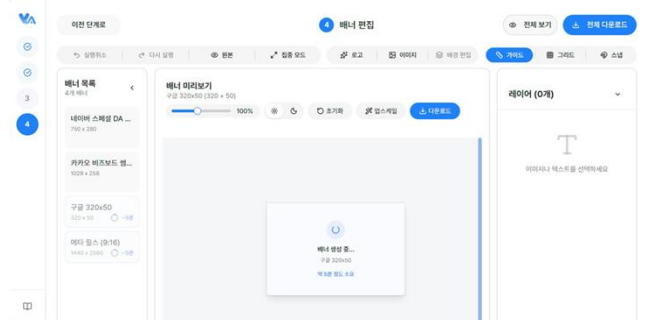 이전 단계로
4 배너 편집
전체 보기
전체 다운로드
실행취소
다시 실행
원본
집중 모드
로고
이미지
배경 편집
가이드
그리드
스냅
배너 목록
4개 배너
네이버 스페셜 DA ...
750 x 280
카카오 비즈보드 썸...
1029 x 258
구글 320x50
320 x 50
~5분
메타 릴스 (9:16)
1440 x 2560
~5분
3
4
배너 미리보기
구글 320x50 (320 × 50)
100%
초기화
업스케일
다운로드
배너 생성 중...
구글 320x50
약 5분 정도 소요
레이어 (0개)
T
이미지나 텍스트를 선택하세요